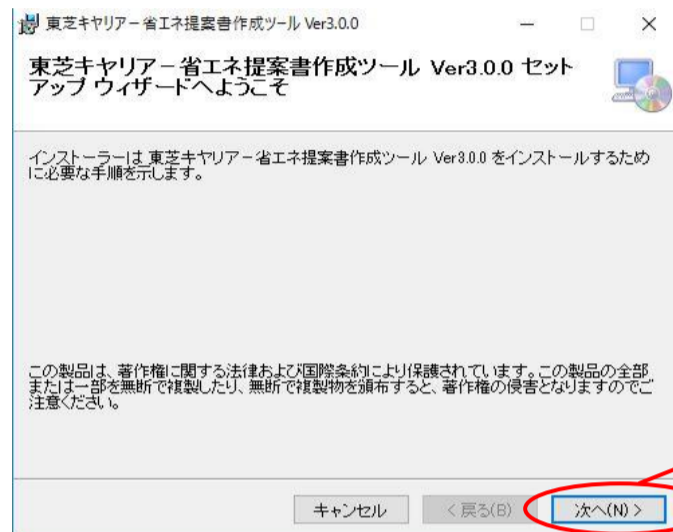 東芝キヤリアー省エネ提案書作成ツール Ver3.0.0
東芝キヤリアー省エネ提案書作成ツール Ver3.0.0 セット
アップ ウィザードへようこそ
インストーラーは 東芝キヤリアー省エネ提案書作成ツール Ver3.0.0 をインストールするため
に必要な手順を示します。
この製品は、著作権に関する法律および国際条約により保護されています。この製品の全部
または一部を無断で複製したり、無断で複製物を頒布すると、著作権の侵害となりますのでご
注意ください。
キャンセル
< 戻る(B)
次へ(N) >